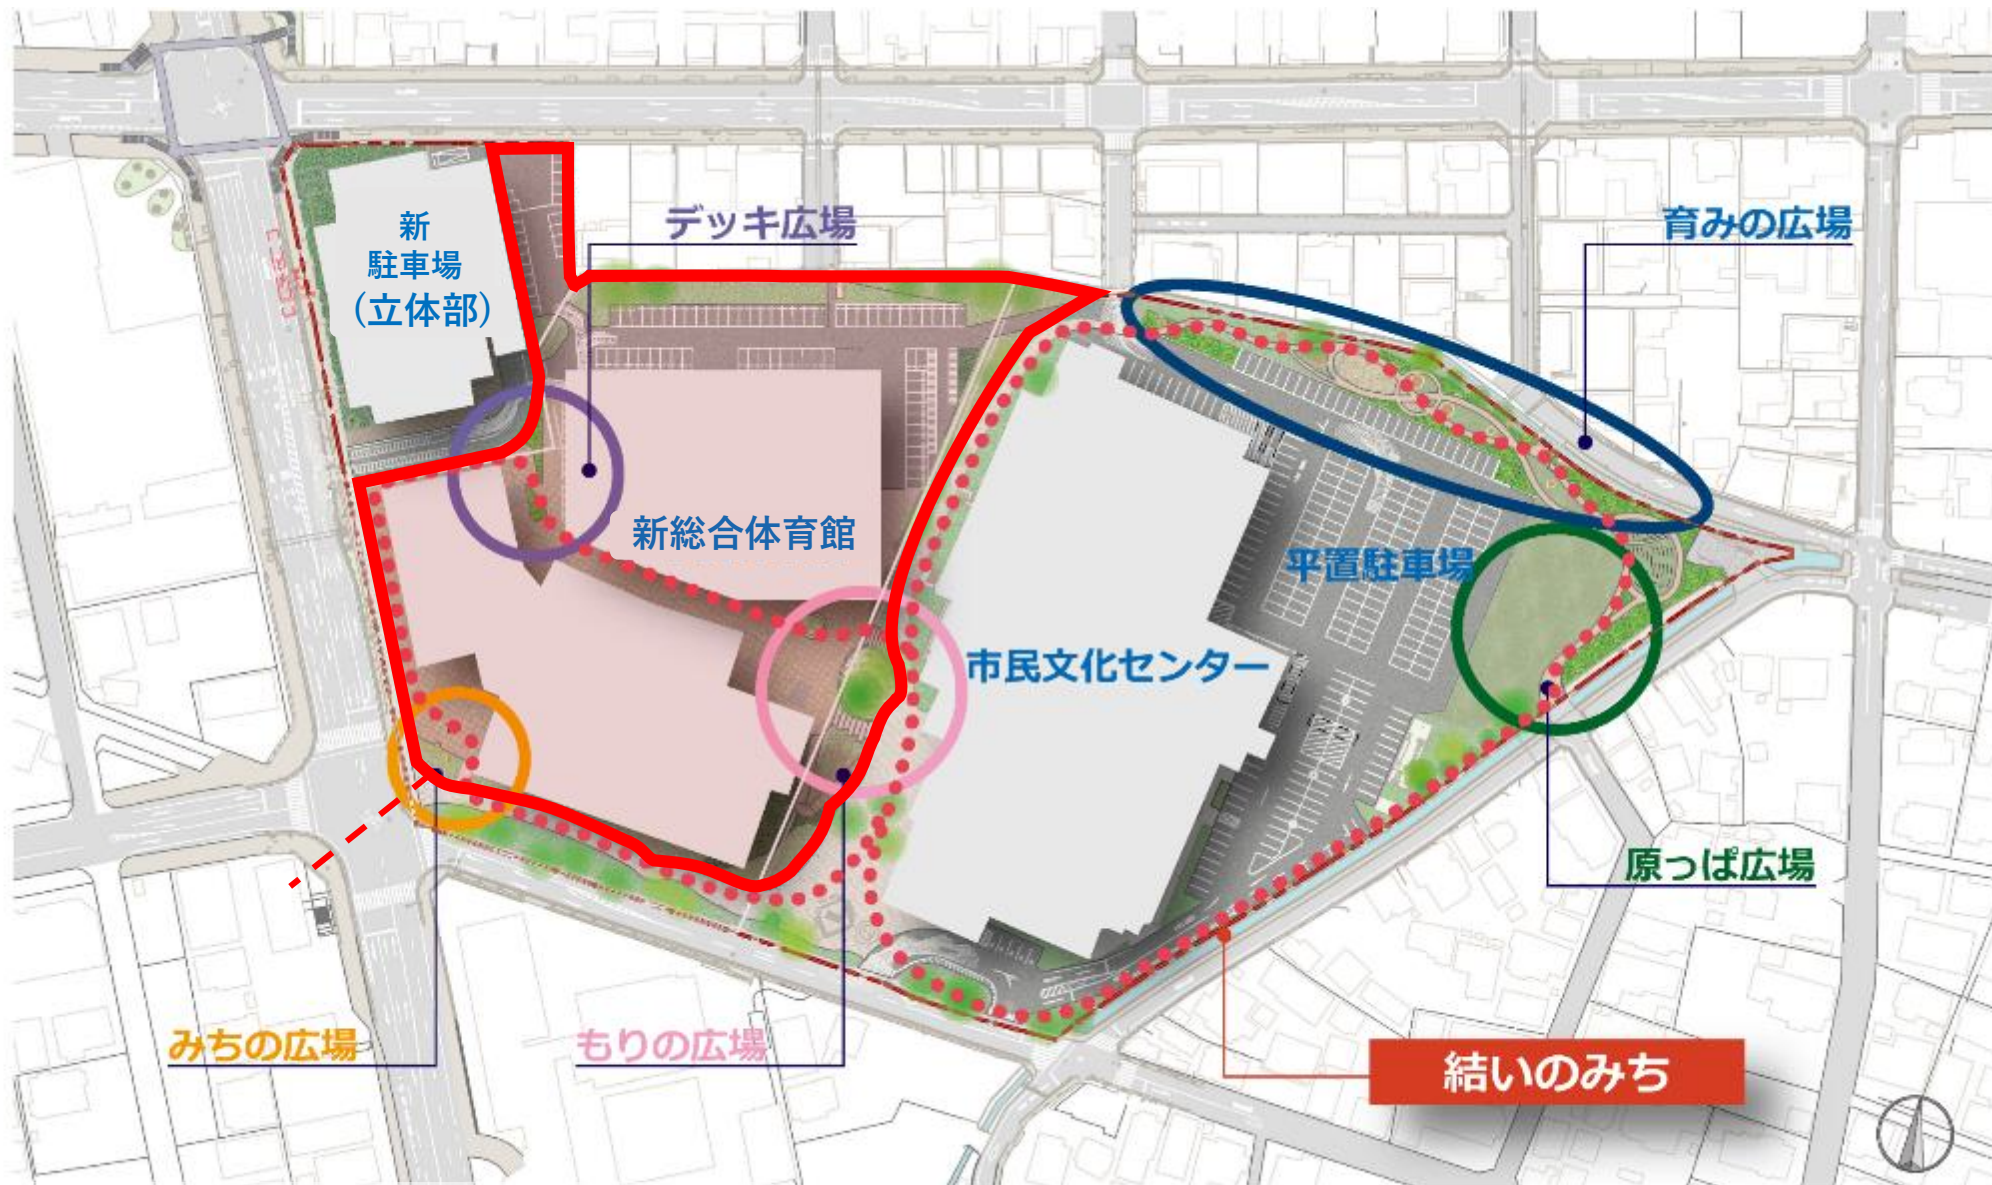 デッキ広場
育みの広場
新
駐車場
(立体部)
新総合体育館
平置駐車場
市民文化センター
原っぱ広場
みちの広場
もりの広場
結いのみち